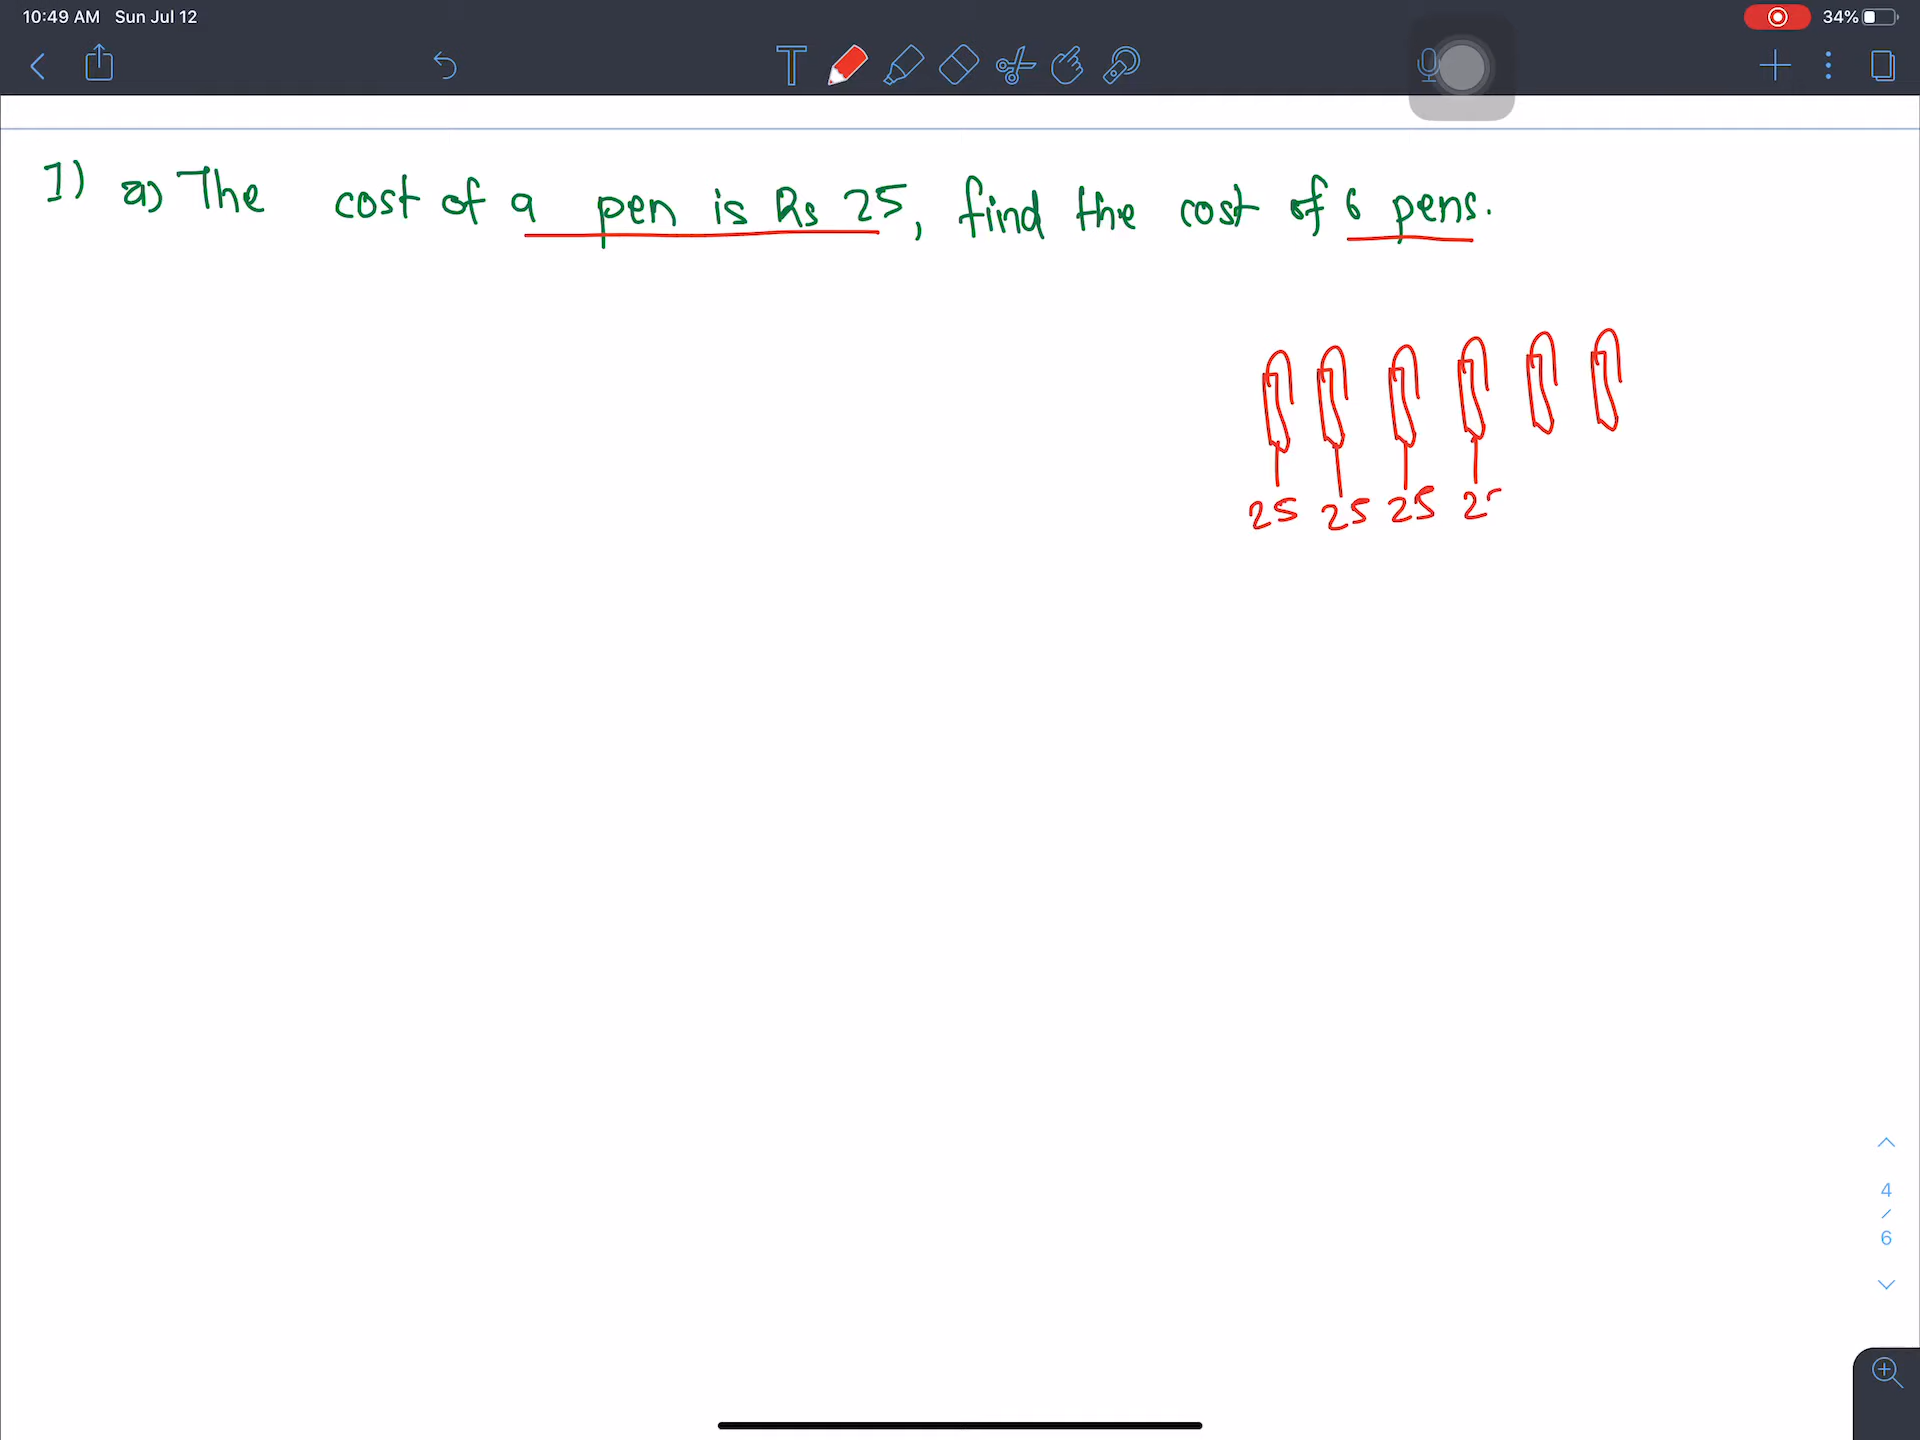 10:49 AM Sun Jul 12 34%
1) a) The cost of a pen is Rs 25, find the cost of 6 pens.
25 25 25 2
4
/
6